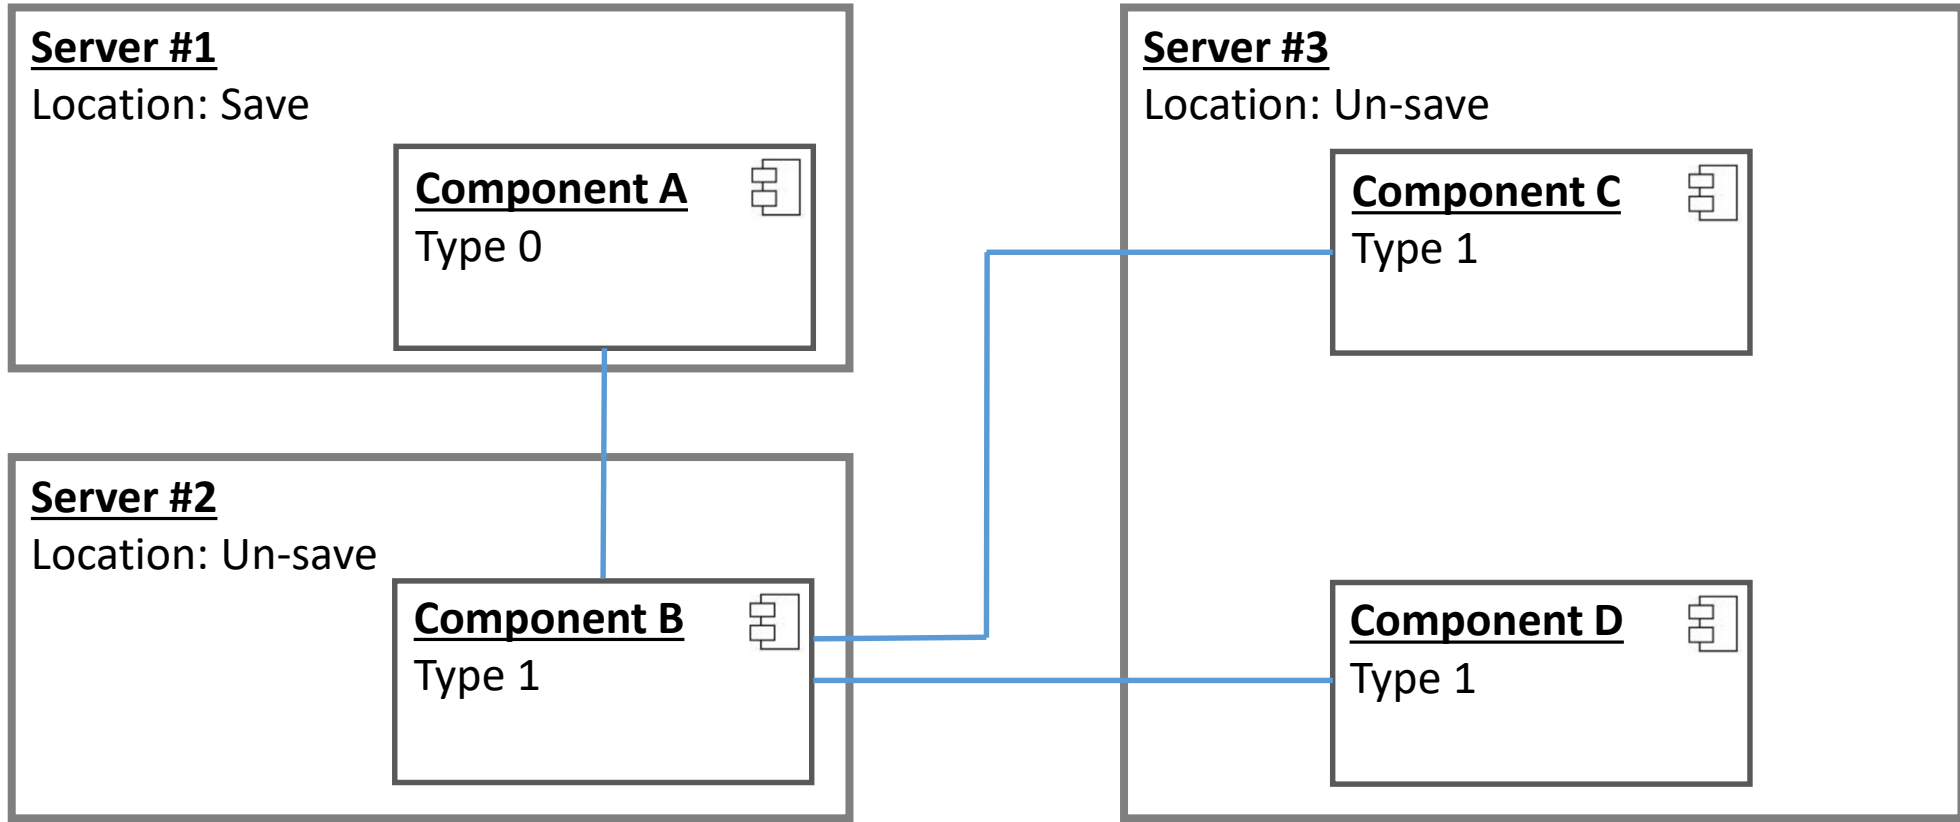 Server #1
Location: Save
Component A
Type 0
Server #2
Location: Un-save
Component B
Type 1
Server #3
Location: Un-save
Component C
Type 1
Component D
Type 1